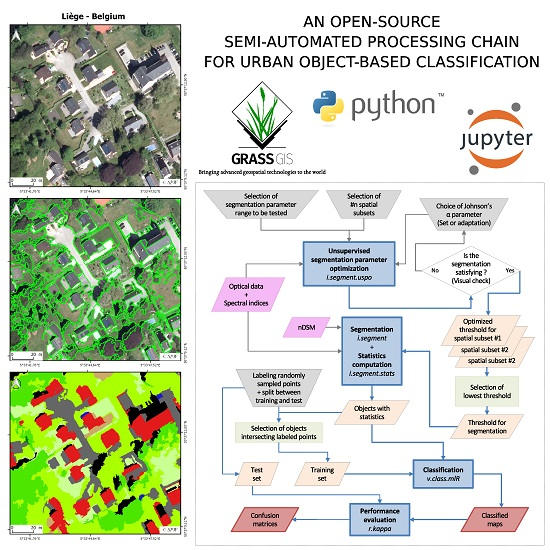 Liège - Belgium
AN OPEN-SOURCE
SEMI-AUTOMATED PROCESSING CHAIN
FOR URBAN OBJECT-BASED CLASSIFICATION
GRASS GIS
Bringing advanced geospatial technologies to the world
python™
jupyter
Selection of
segmentation parameter
range to be tested
Selection of
#n spatial
subsets
Choice of Johnson's
α parameter
(Set or adaptation)
Unsupervised
segmentation parameter
optimization
i.segment.uspo
Is the
segmentation
satisfying ?
(Visual check)
No
Yes
Optical data
+
Spectral indices
nDSM
Segmentation
i.segment
+
Statistics
computation
i.segment.stats
Optimized
threshold for
spatial subset #1
spatial subset #2
spatial subset #2
Selection of
lowest threshold
Threshold for
segmentation
Labeling randomly
sampled points
+ split between
training and test
Objects with
statistics
Selection of objects
intersecting labeled points
Test
set
Training
set
Classification
v.class.mlR
Performance
evaluation
r.kappa
Confusion
matrices
Classified
maps